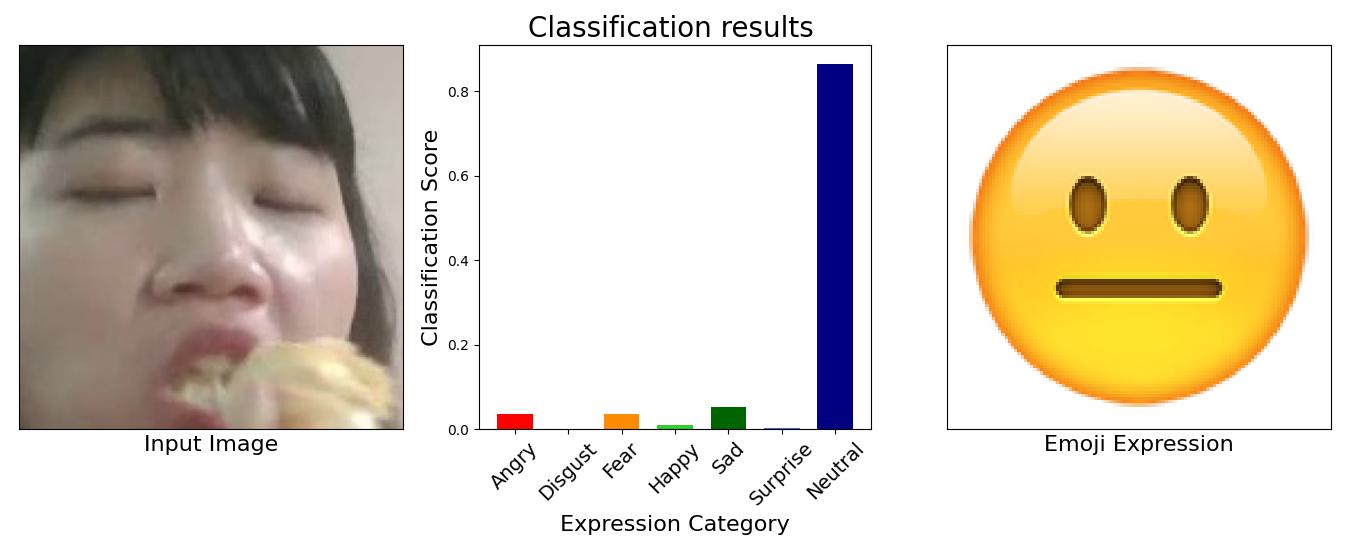 Classification results
Classification Score
0.8
0.6
0.4
0.2
0.0
Angry
Disgust
Fear
Happy
Sad
Surprise
Neutral
Expression Category
Input Image
Emoji Expression